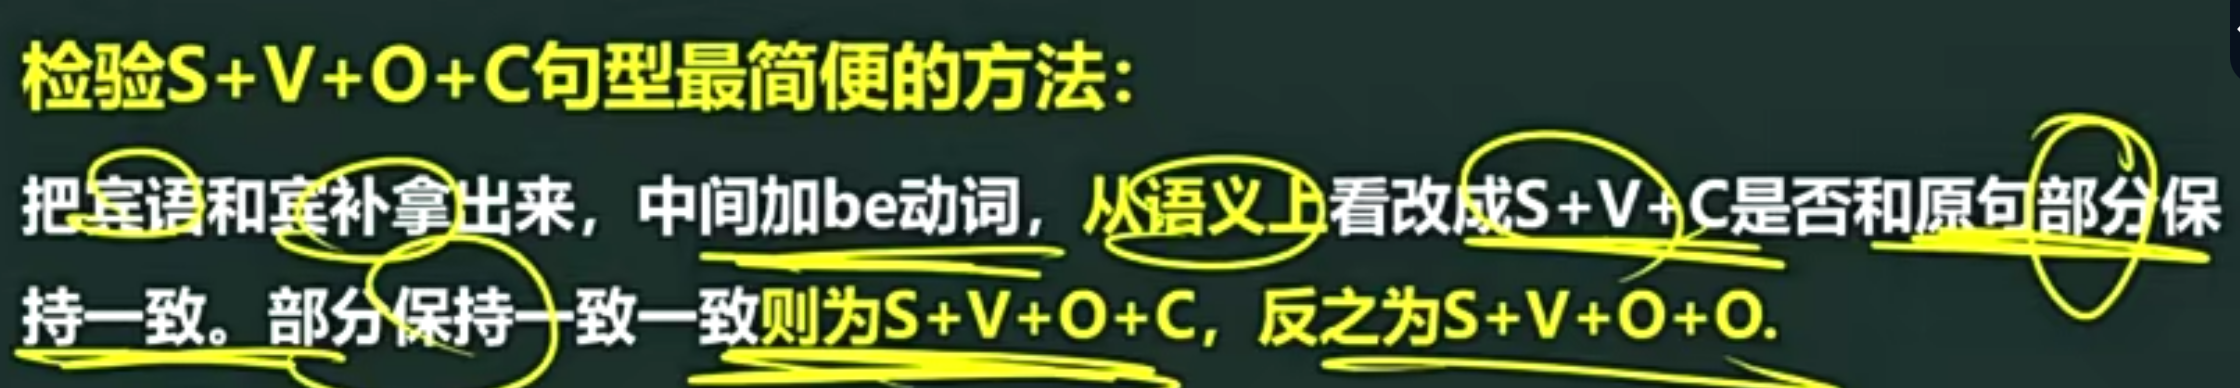 检验S+V+O+C句型最简便的方法：
把宾语和宾补拿出来，中间加be动词，从语义上看改成S+V+C是否和原句部分保
持一致。部分保持一致一致则为S+V+O+C，反之为S+V+O+O.